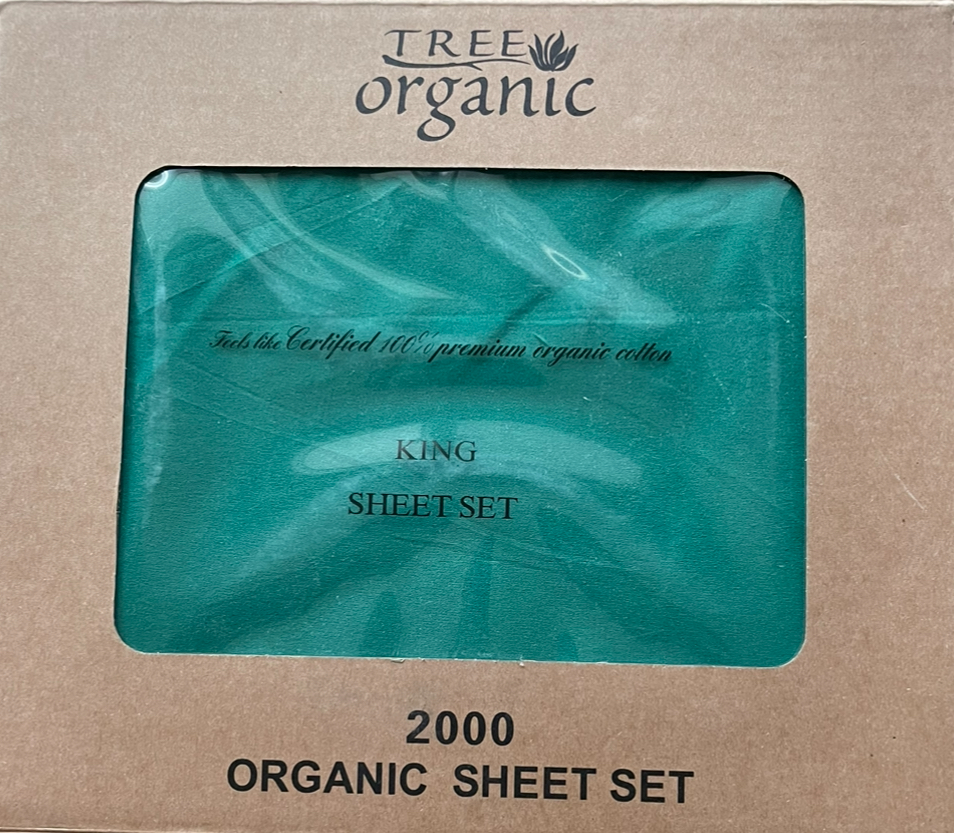 TREE
organic
Feels like Certified 100% premium organic cotton
KING
SHEET SET
2000
ORGANIC SHEET SET